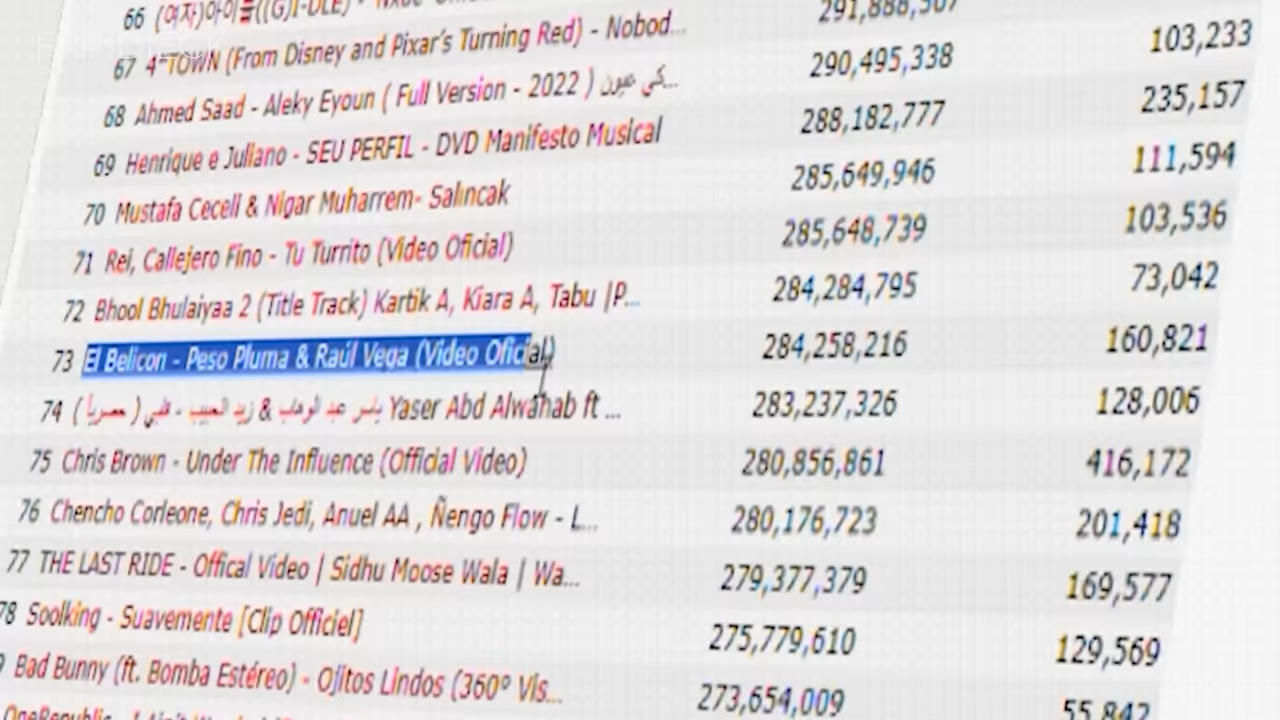 66 (여자)아이들((G)I-DLE) -
67 4*TOWN (From Disney and Pixar's Turning Red) - Nobod... 291,888,507
68 Ahmed Saad - Aleky Eyoun ( Full Version - 2022 ) كي عيون... 290,495,338 103,233
69 Henrique e Juliano - SEU PERFIL - DVD Manifesto Musical 288,182,777 235,157
70 Mustafa Ceceli & Nigar Muharrem- Salıncak 285,649,946 111,594
71 Rei, Callejero Fino - Tu Turrito (Video Oficial) 285,648,739 103,536
72 Bhool Bhulaiyaa 2 (Title Track) Kartik A, Kiara A, Tabu |P... 284,284,795 73,042
73 El Belicon - Peso Pluma & Raúl Vega (Video Oficial) 284,258,216 160,821
74 ياسر عبد الوهاب & زيد الحبيب - قلبي ( حصرياً ) Yaser Abd Alwahab ft ... 283,237,326 128,006
75 Chris Brown - Under The Influence (Official Video) 280,856,861 416,172
76 Chencho Corleone, Chris Jedi, Anuel AA , Ñengo Flow - L... 280,176,723 201,418
77 THE LAST RIDE - Offical Video | Sidhu Moose Wala | Wa... 279,377,379 169,577
78 Soolking - Suavemente [Clip Officiel] 275,779,610 129,569
9 Bad Bunny (ft. Bomba Estéreo) - Ojitos Lindos (360º Vis... 273,654,009 55,842
OneRepublic - I Ain't